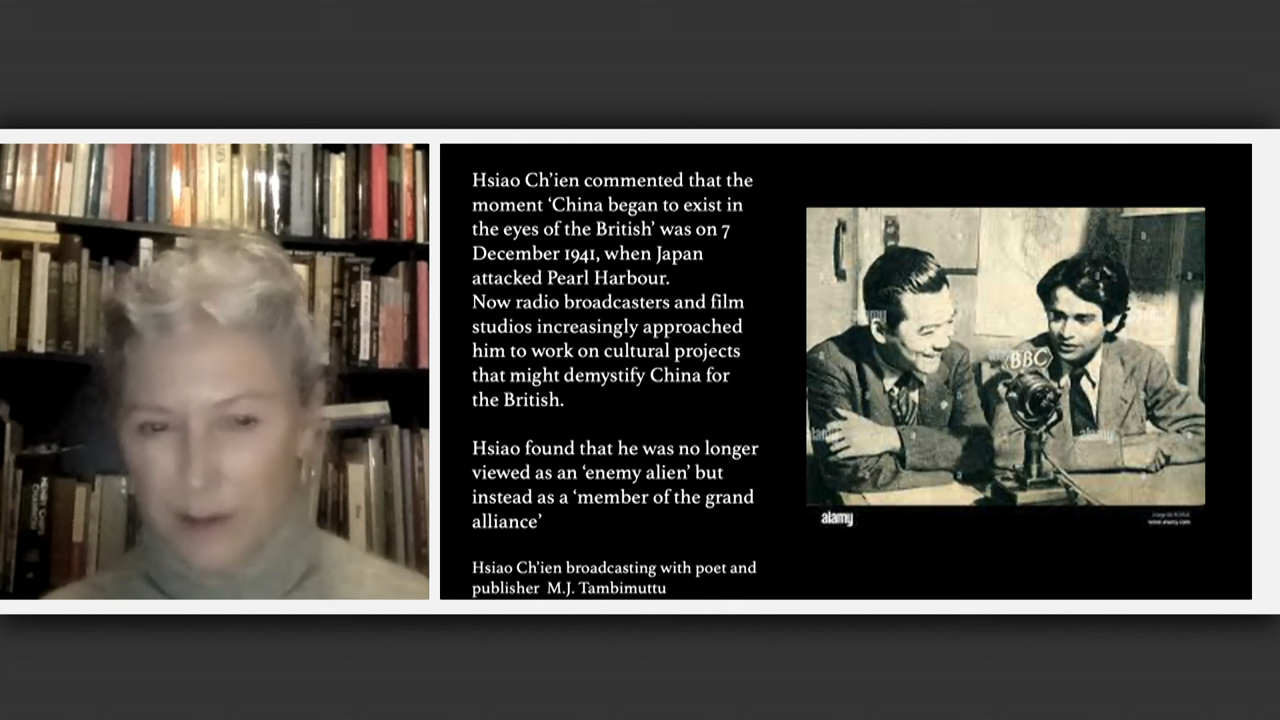 Hsiao Ch’ien commented that the
moment ‘China began to exist in
the eyes of the British’ was on 7
December 1941, when Japan
attacked Pearl Harbour.
Now radio broadcasters and film
studios increasingly approached
him to work on cultural projects
that might demystify China for
the British.
Hsiao found that he was no longer
viewed as an ‘enemy alien’ but
instead as a ‘member of the grand
alliance’
Hsiao Ch’ien broadcasting with poet and
publisher M.J. Tambimuttu
BBC
alamy
alamy
alamy
alamy
www.alamy.com